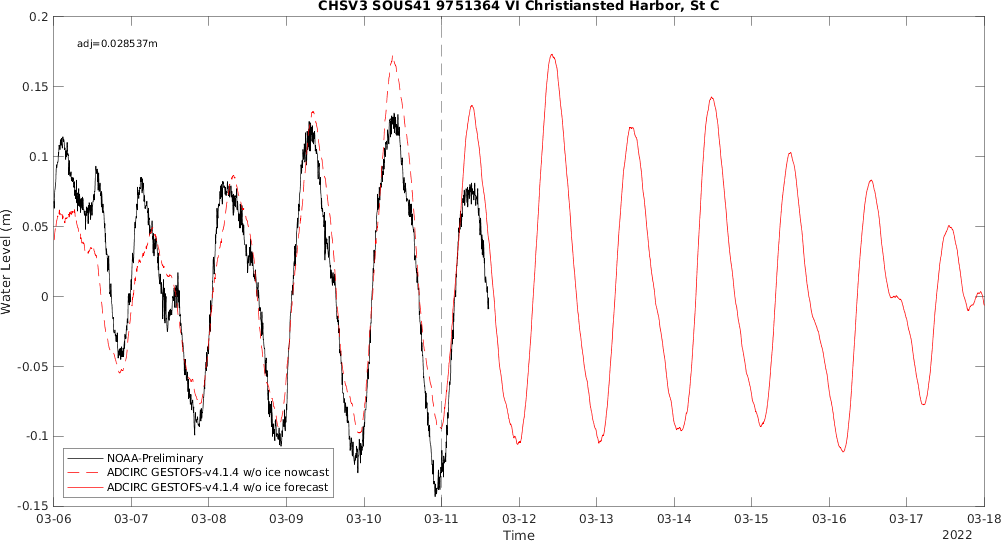 CHSV3 SOUS41 9751364 VI Christiansted Harbor, St C
adj=0.028537m
0.2
0.15
0.1
0.05
0
-0.05
-0.1
-0.15
Water Level (m)
NOAA-Preliminary
ADCIRC GESTOFS-v4.1.4 w/o ice nowcast
ADCIRC GESTOFS-v4.1.4 w/o ice forecast
03-06 03-07 03-08 03-09 03-10 03-11 03-12 03-13 03-14 03-15 03-16 03-17 03-18
Time
2022